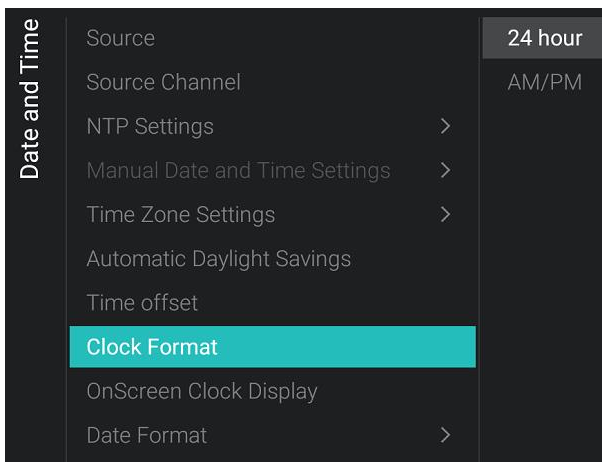 Date and Time
Source
Source Channel
NTP Settings
Manual Date and Time Settings
Time Zone Settings
Automatic Daylight Savings
Time offset
Clock Format
OnScreen Clock Display
Date Format
24 hour
AM/PM